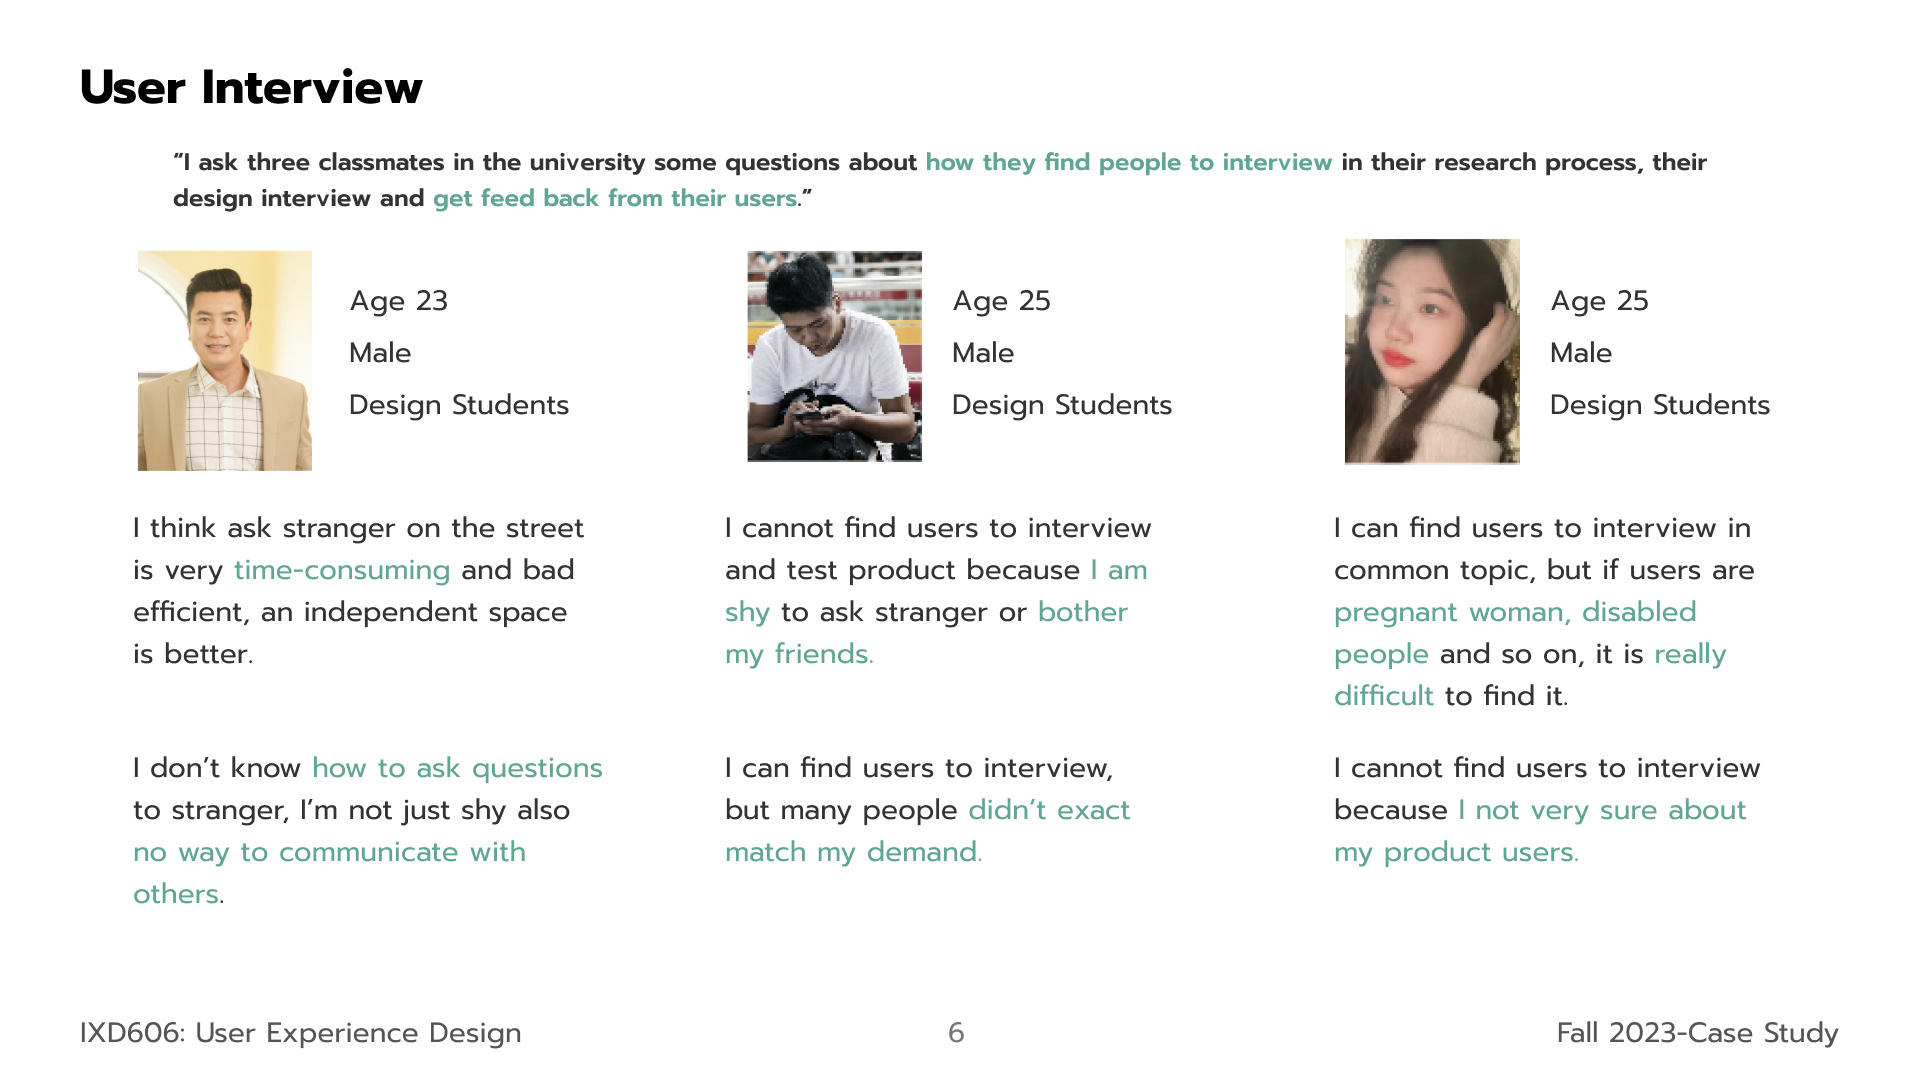 User Interview
“I ask three classmates in the university some questions about how they find people to interview in their research process, their
design interview and get feed back from their users.”
Age 23
Male
Design Students
Age 25
Male
Design Students
Age 25
Male
Design Students
I think ask stranger on the street
is very time-consuming and bad
efficient, an independent space
is better.
I cannot find users to interview
and test product because I am
shy to ask stranger or bother
my friends.
I can find users to interview in
common topic, but if users are
pregnant woman, disabled
people and so on, it is really
difficult to find it.
I don’t know how to ask questions
to stranger, I’m not just shy also
no way to communicate with
others.
I can find users to interview,
but many people didn’t exact
match my demand.
I cannot find users to interview
because I not very sure about
my product users.
IXD606: User Experience Design
6
Fall 2023-Case Study